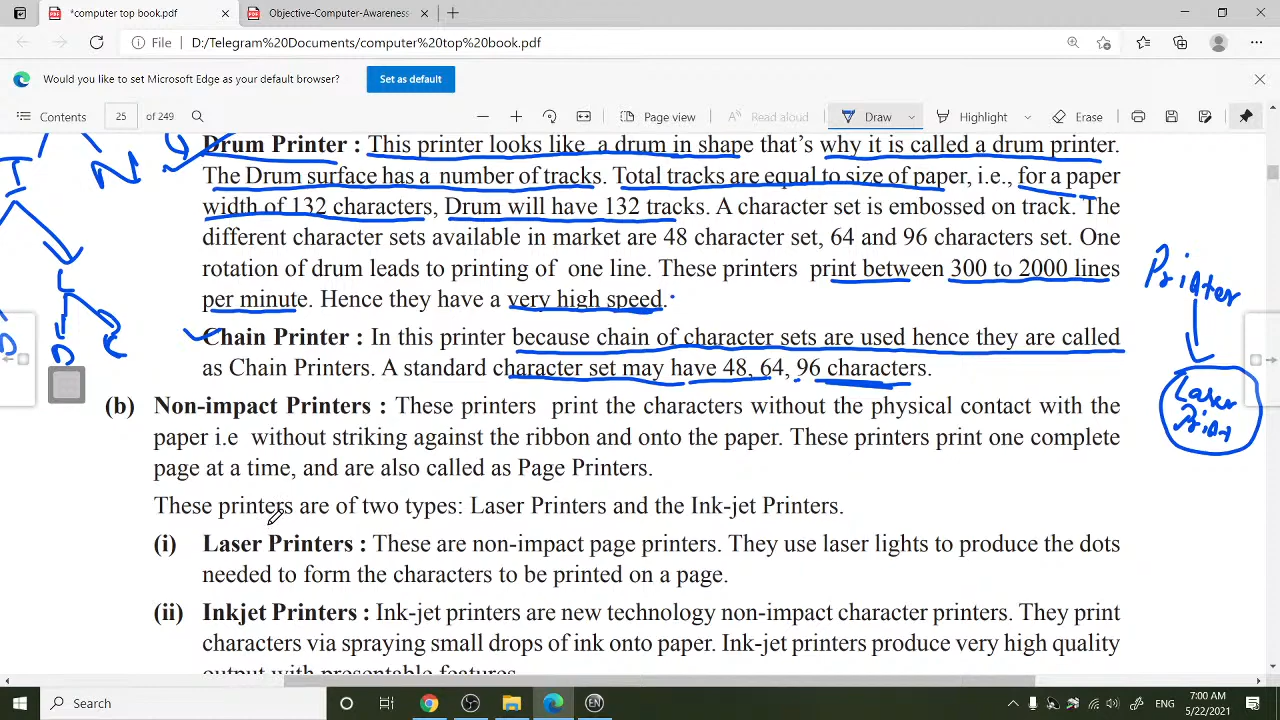 *computer top book.pdf
Objective-Computer-Awareness-
File
D:/Telegram%20Documents/computer%20top%20book.pdf
Would you like to set Microsoft Edge as your default browser?
Set as default
Contents
25
of 249
Page view
Read aloud
Draw
Highlight
Erase
Drum Printer : This printer looks like a drum in shape that’s why it is called a drum printer.
The Drum surface has a number of tracks. Total tracks are equal to size of paper, i.e., for a paper
width of 132 characters, Drum will have 132 tracks. A character set is embossed on track. The
different character sets available in market are 48 character set, 64 and 96 characters set. One
rotation of drum leads to printing of one line. These printers print between 300 to 2000 lines
per minute. Hence they have a very high speed.
Chain Printer : In this printer because chain of character sets are used hence they are called
as Chain Printers. A standard character set may have 48, 64, 96 characters.
(b) Non-impact Printers : These printers print the characters without the physical contact with the
paper i.e without striking against the ribbon and onto the paper. These printers print one complete
page at a time, and are also called as Page Printers.
These printers are of two types: Laser Printers and the Ink-jet Printers.
(i) Laser Printers : These are non-impact page printers. They use laser lights to produce the dots
needed to form the characters to be printed on a page.
(ii) Inkjet Printers : Ink-jet printers are new technology non-impact character printers. They print
characters via spraying small drops of ink onto paper. Ink-jet printers produce very high quality
output with presentable features.
I
N
L
D
C
D
Printer
Laser
Print
Search
EN
ENG
7:00 AM
5/22/2021